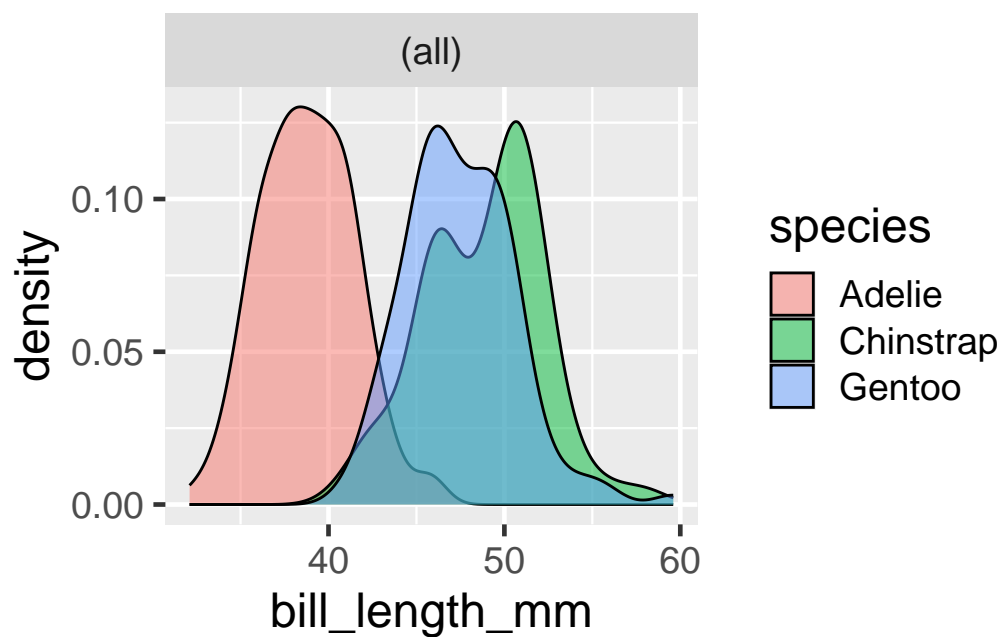 (all)
density
0.10
0.05
0.00
40 50 60
bill_length_mm
species
Adelie
Chinstrap
Gentoo